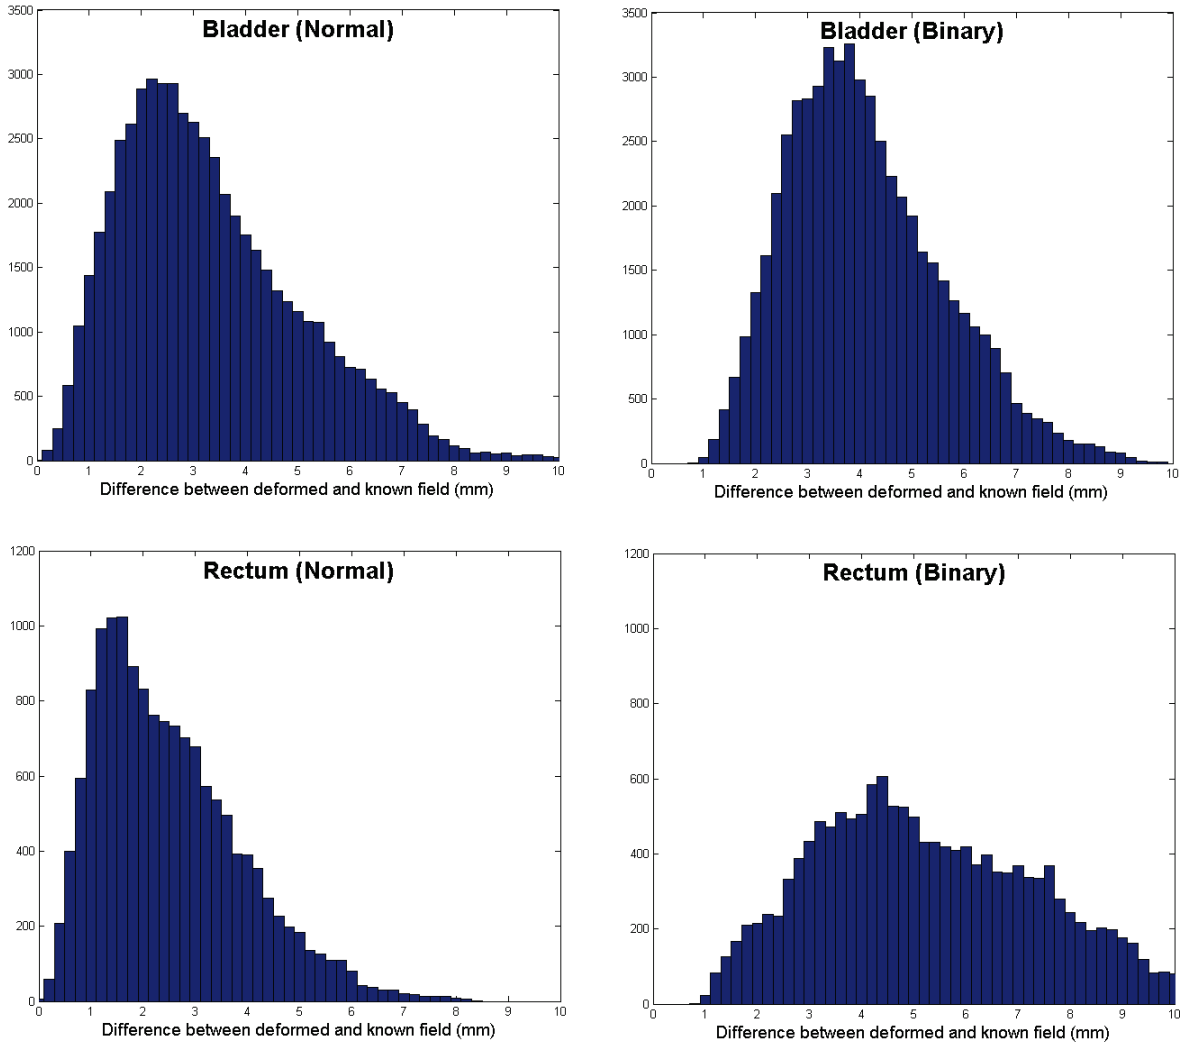 Bladder (Normal)
3500
3000
2500
2000
1500
1000
500
0
0 1 2 3 4 5 6 7 8 9 10
Difference between deformed and known field (mm)
Bladder (Binary)
3500
3000
2500
2000
1500
1000
500
0
0 1 2 3 4 5 6 7 8 9 10
Difference between deformed and known field (mm)
Rectum (Normal)
1200
1000
800
600
400
200
0
0 1 2 3 4 5 6 7 8 9 10
Difference between deformed and known field (mm)
Rectum (Binary)
1200
1000
800
600
400
200
0
0 1 2 3 4 5 6 7 8 9 10
Difference between deformed and known field (mm)